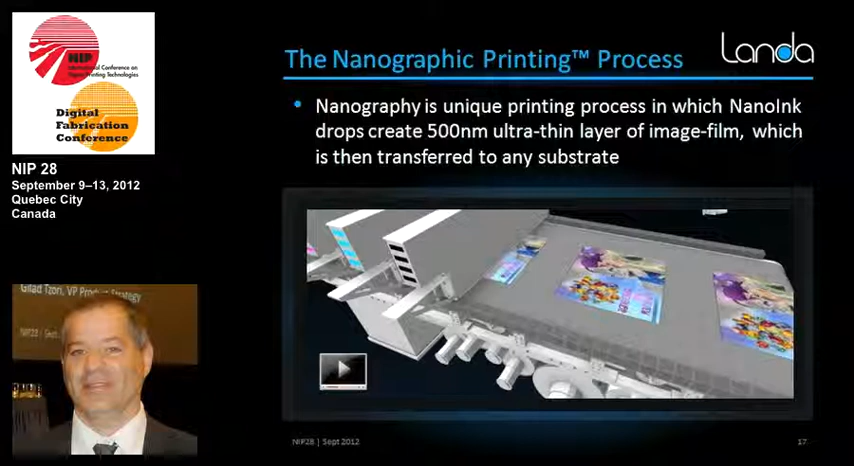 NIP
International Conference on
Digital Printing Technologies
Digital
Fabrication
Conference
NIP 28
September 9–13, 2012
Quebec City
Canada
Gilad Tzori, VP Product Strategy
NIP28 | Sept
The Nanographic Printing™ Process
Landa
• Nanography is unique printing process in which NanoInk
drops create 500nm ultra-thin layer of image-film, which
is then transferred to any substrate
NIP28 | Sept 2012
17